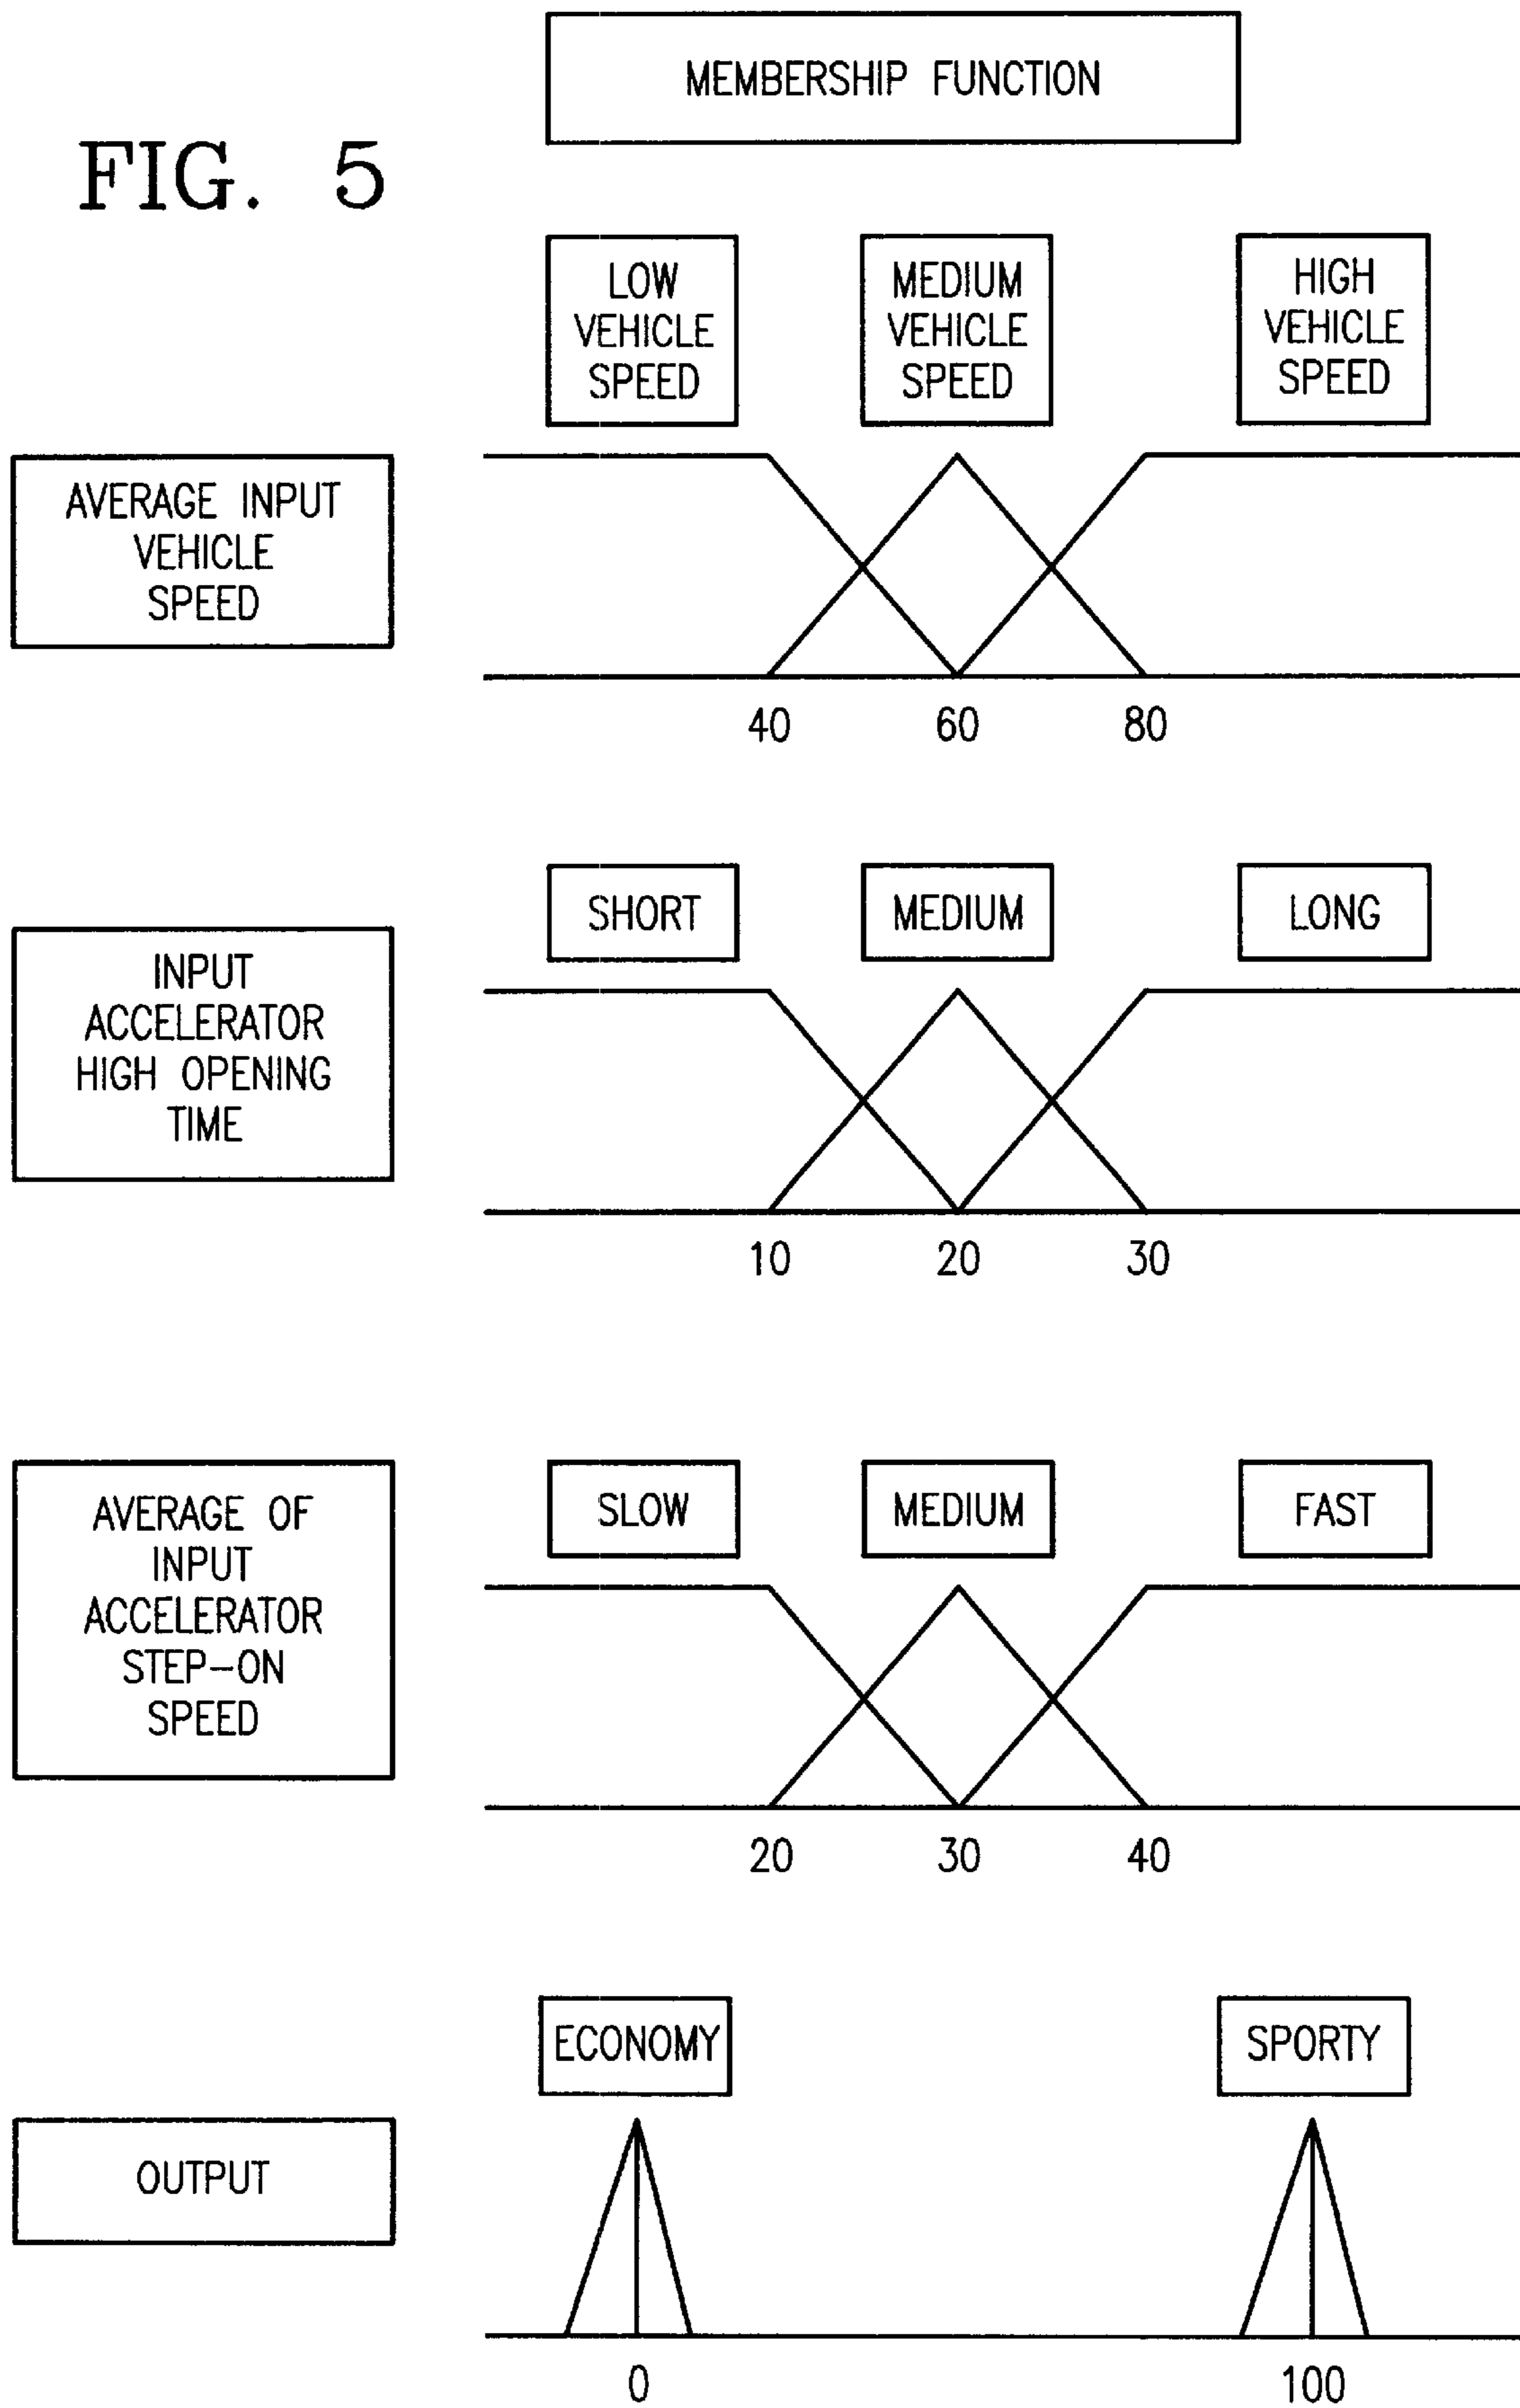 MEMBERSHIP FUNCTION
FIG. 5
LOW
VEHICLE
SPEED
MEDIUM
VEHICLE
SPEED
HIGH
VEHICLE
SPEED
AVERAGE INPUT
VEHICLE
SPEED
40 60 80
SHORT
MEDIUM
LONG
INPUT
ACCELERATOR
HIGH OPENING
TIME
10 20 30
SLOW
MEDIUM
FAST
AVERAGE OF
INPUT
ACCELERATOR
STEP-ON
SPEED
20 30 40
ECONOMY
SPORTY
OUTPUT
0 100